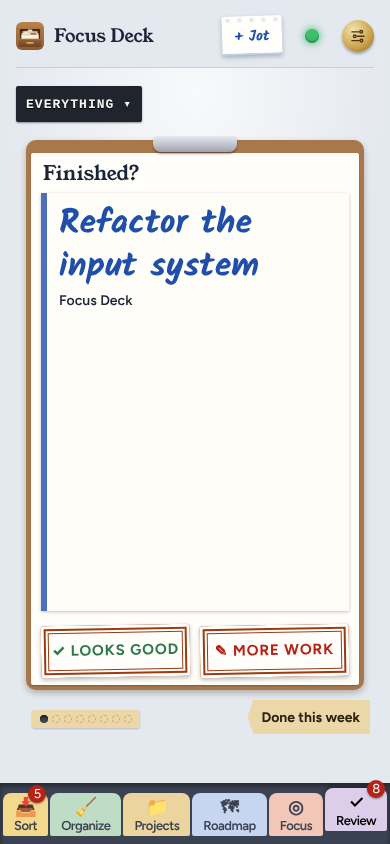 Focus Deck
+ Jot
EVERYTHING ▾
Finished?
Refactor the
input system
Focus Deck
✓ LOOKS GOOD
✎ MORE WORK
Done this week
5
8
Sort
Organize
Projects
Roadmap
Focus
Review